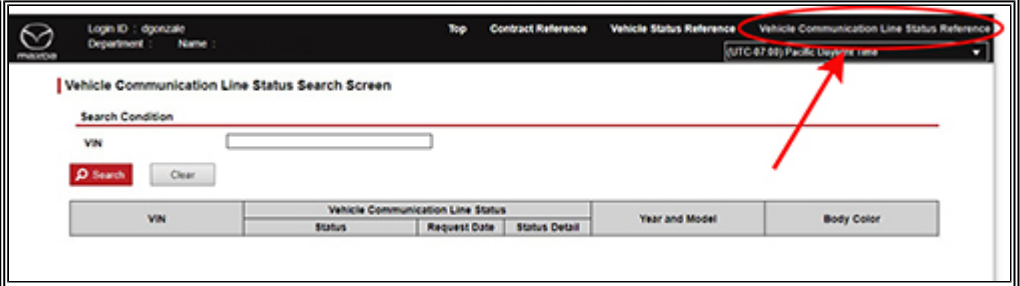 Login ID : dgonzale
Top Contract Reference Vehicle Status Reference Vehicle Communication Line Status Reference
Department : Name :
mazda
(UTC-07:00) Pacific Daylight Time
Vehicle Communication Line Status Search Screen
Search Condition
VIN
Search Clear
VIN Vehicle Communication Line Status Year and Model Body Color
Status Request Date Status Detail